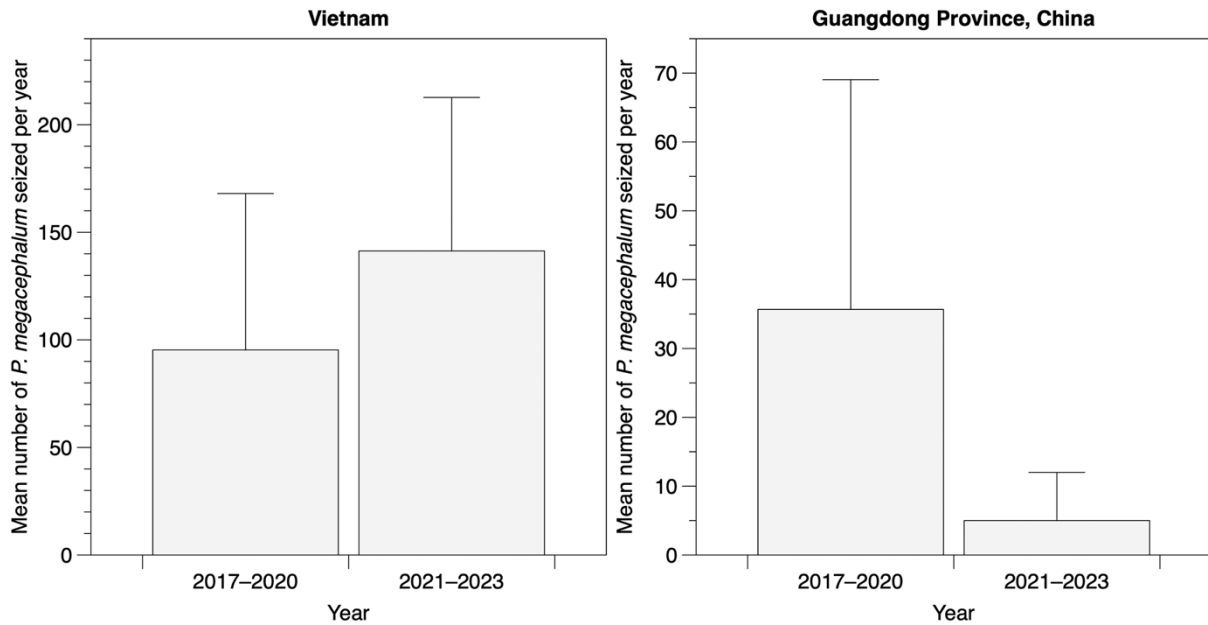 Vietnam
Mean number of P. megacephalum seized per year
200
150
100
50
0
2017–2020
2021–2023
Year
Guangdong Province, China
Mean number of P. megacephalum seized per year
70
60
50
40
30
20
10
0
2017–2020
2021–2023
Year